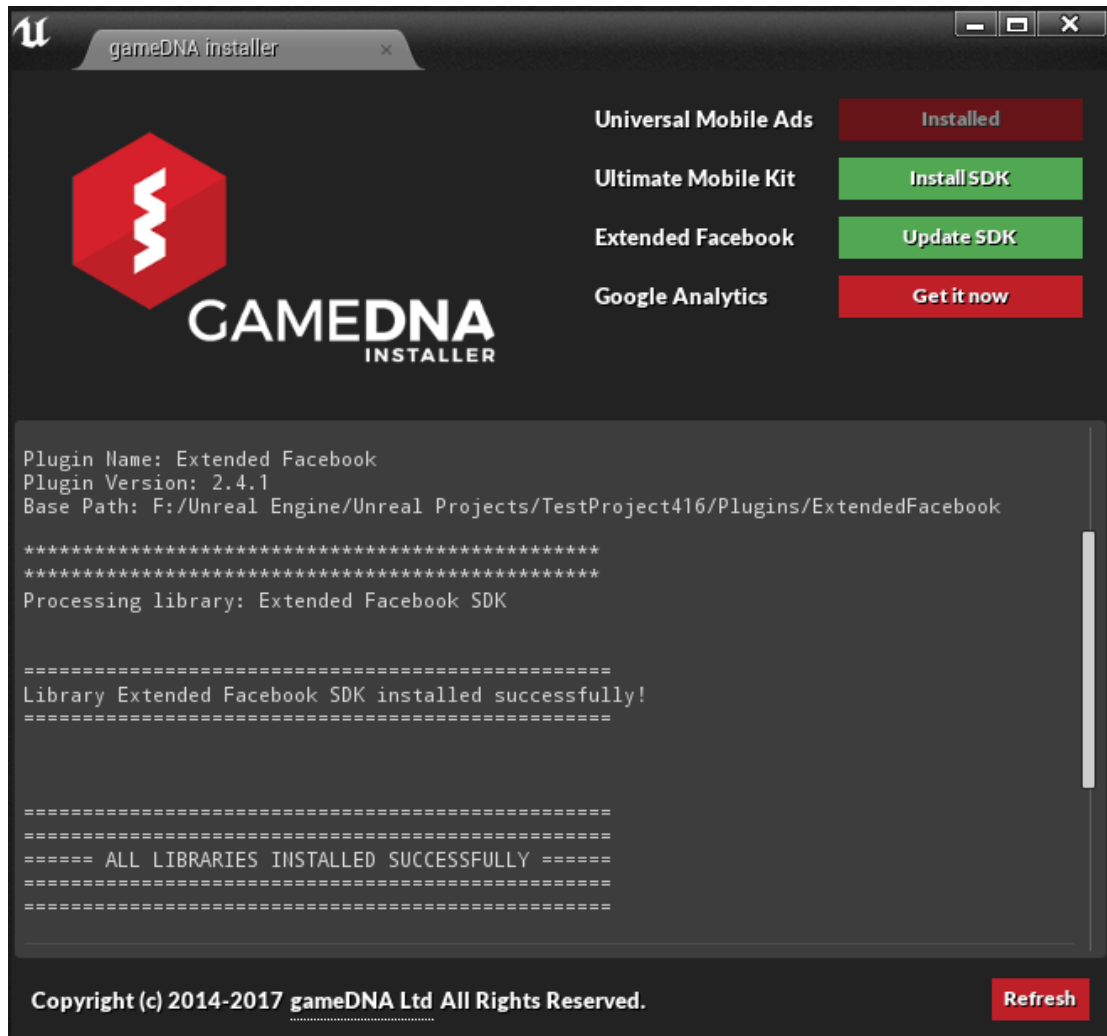 gameDNA installer
Universal Mobile Ads Installed
Ultimate Mobile Kit Install SDK
Extended Facebook Update SDK
Google Analytics Get it now
GAMEDNA
INSTALLER
Plugin Name: Extended Facebook
Plugin Version: 2.4.1
Base Path: F:/Unreal Engine/Unreal Projects/TestProject416/Plugins/ExtendedFacebook
*************************************************
*************************************************
Processing library: Extended Facebook SDK
==================================================
Library Extended Facebook SDK installed successfully!
==================================================
==================================================
==================================================
====== ALL LIBRARIES INSTALLED SUCCESSFULLY ======
==================================================
==================================================
Copyright (c) 2014-2017 gameDNA Ltd All Rights Reserved.
Refresh